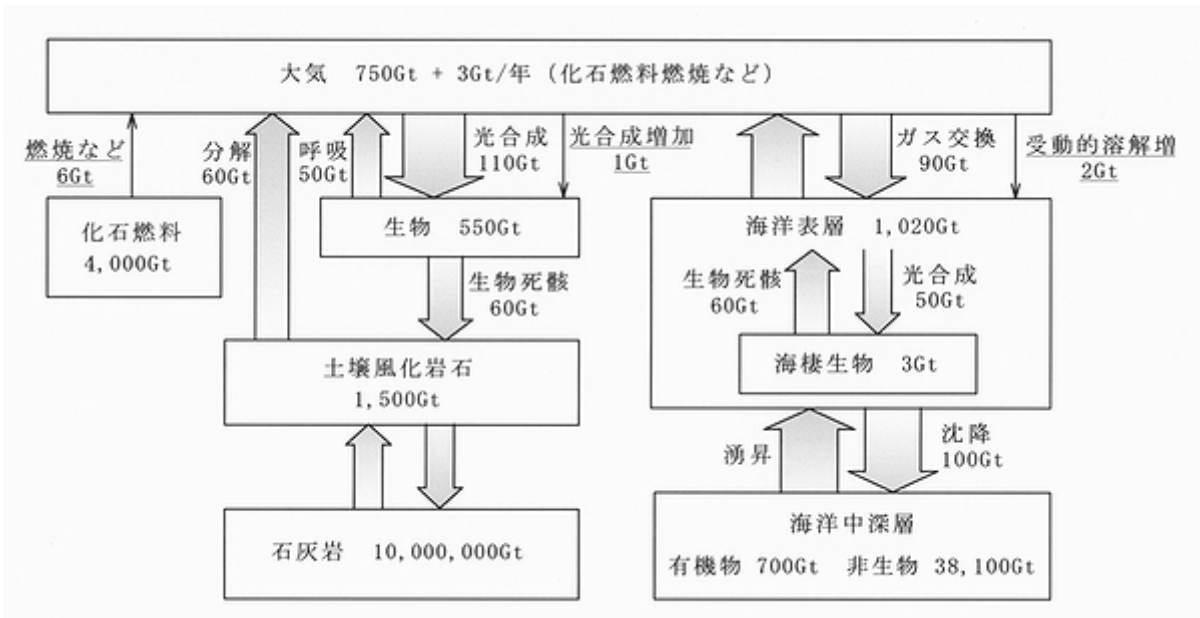 大気 750Gt + 3Gt/年 (化石燃料燃焼など)
燃焼など
6Gt
分解
60Gt
呼吸
50Gt
光合成
110Gt
光合成増加
1Gt
ガス交換
90Gt
受動的溶解増
2Gt
化石燃料
4,000Gt
生物 550Gt
海洋表層 1,020Gt
生物死骸
60Gt
生物死骸
60Gt
光合成
50Gt
土壌風化岩石
1,500Gt
海棲生物 3Gt
湧昇
沈降
100Gt
石灰岩 10,000,000Gt
海洋中深層
有機物 700Gt 非生物 38,100Gt